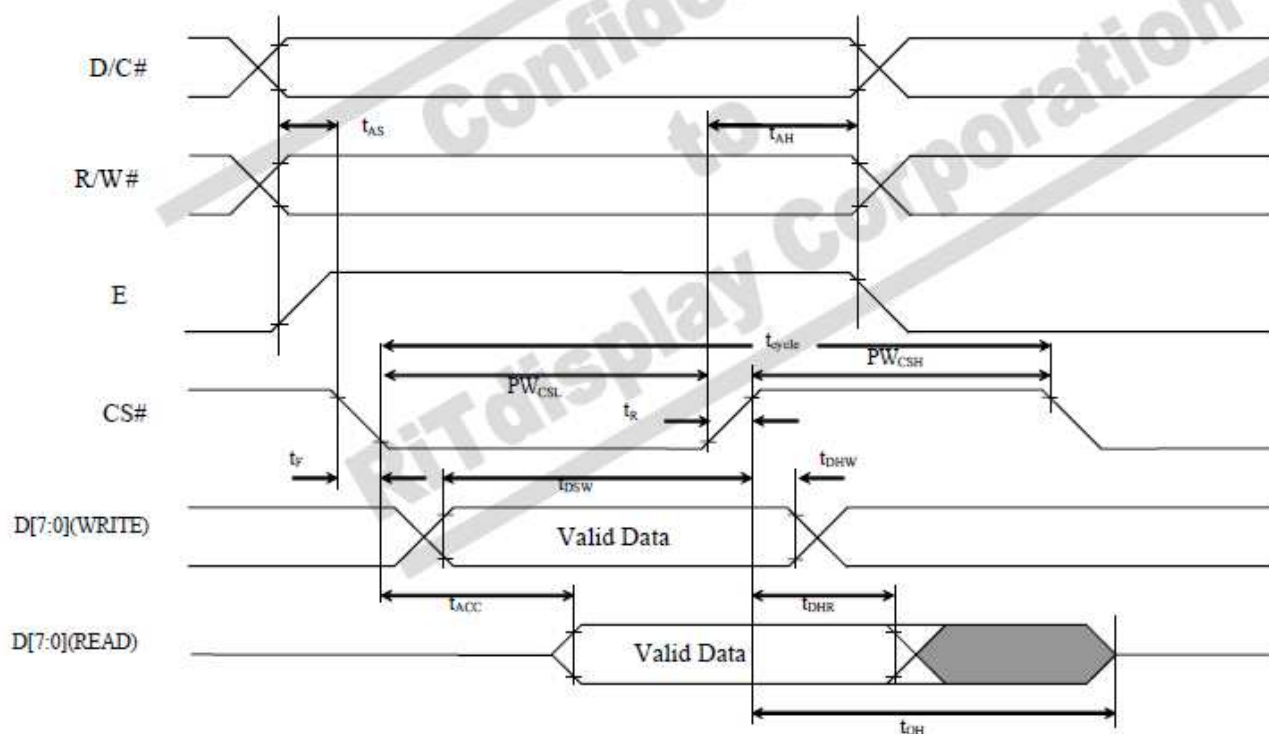 Confide
to
RiTdisplay Corporation
D/C#
tAS
tAH
R/W#
E
tcycle
PWCSL
PWCSH
CS#
tR
tF
tDSW
tDHW
D[7:0](WRITE)
Valid Data
tACC
tDHR
D[7:0](READ)
Valid Data
tOH